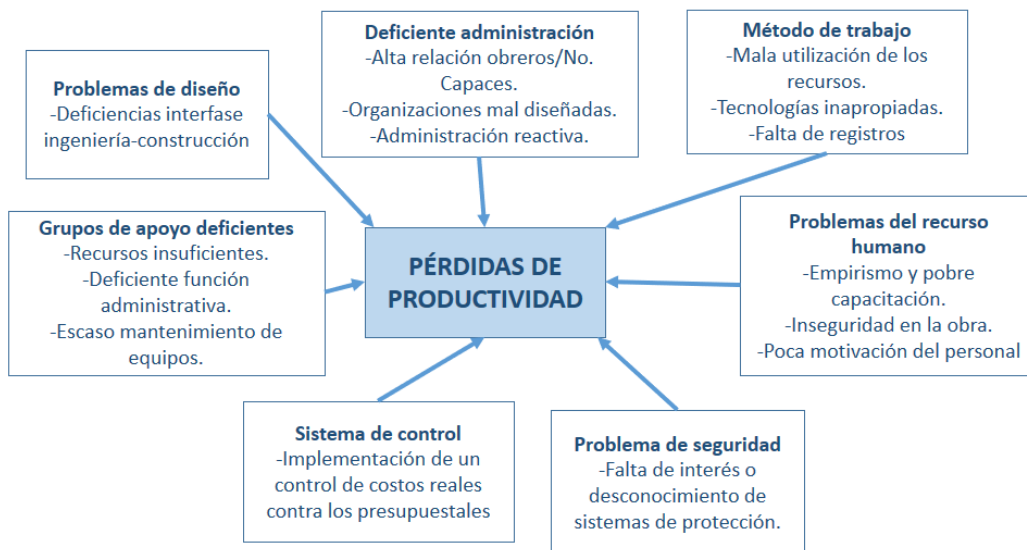 Deficiente administración
-Alta relación obreros/No.
Capaces.
-Organizaciones mal diseñadas.
-Administración reactiva.
Método de trabajo
-Mala utilización de los
recursos.
-Tecnologías inapropiadas.
-Falta de registros
Problemas de diseño
-Deficiencias interfase
ingeniería-construcción
Grupos de apoyo deficientes
-Recursos insuficientes.
-Deficiente función
administrativa.
-Escaso mantenimiento de
equipos.
PÉRDIDAS DE
PRODUCTIVIDAD
Problemas del recurso
humano
-Empirismo y pobre
capacitación.
-Inseguridad en la obra.
-Poca motivación del personal
Sistema de control
-Implementación de un
control de costos reales
contra los presupuestales
Problema de seguridad
-Falta de interés o
desconocimiento de
sistemas de protección.